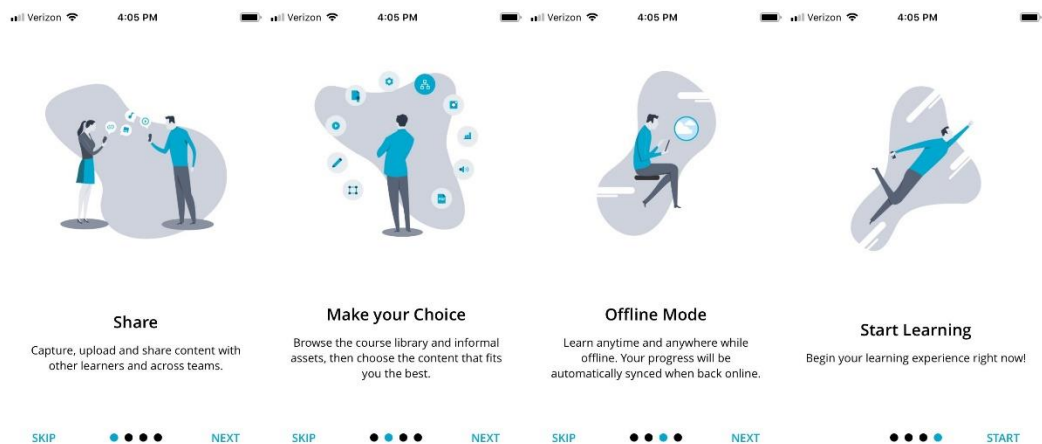 Verizon 4:05 PM
Share
Capture, upload and share content with
other learners and across teams.
SKIP NEXT
Verizon 4:05 PM
Make your Choice
Browse the course library and informal
assets, then choose the content that fits
you the best.
SKIP NEXT
Verizon 4:05 PM
Offline Mode
Learn anytime and anywhere while
offline. Your progress will be
automatically synced when back online.
SKIP NEXT
Verizon 4:05 PM
Start Learning
Begin your learning experience right now!
START